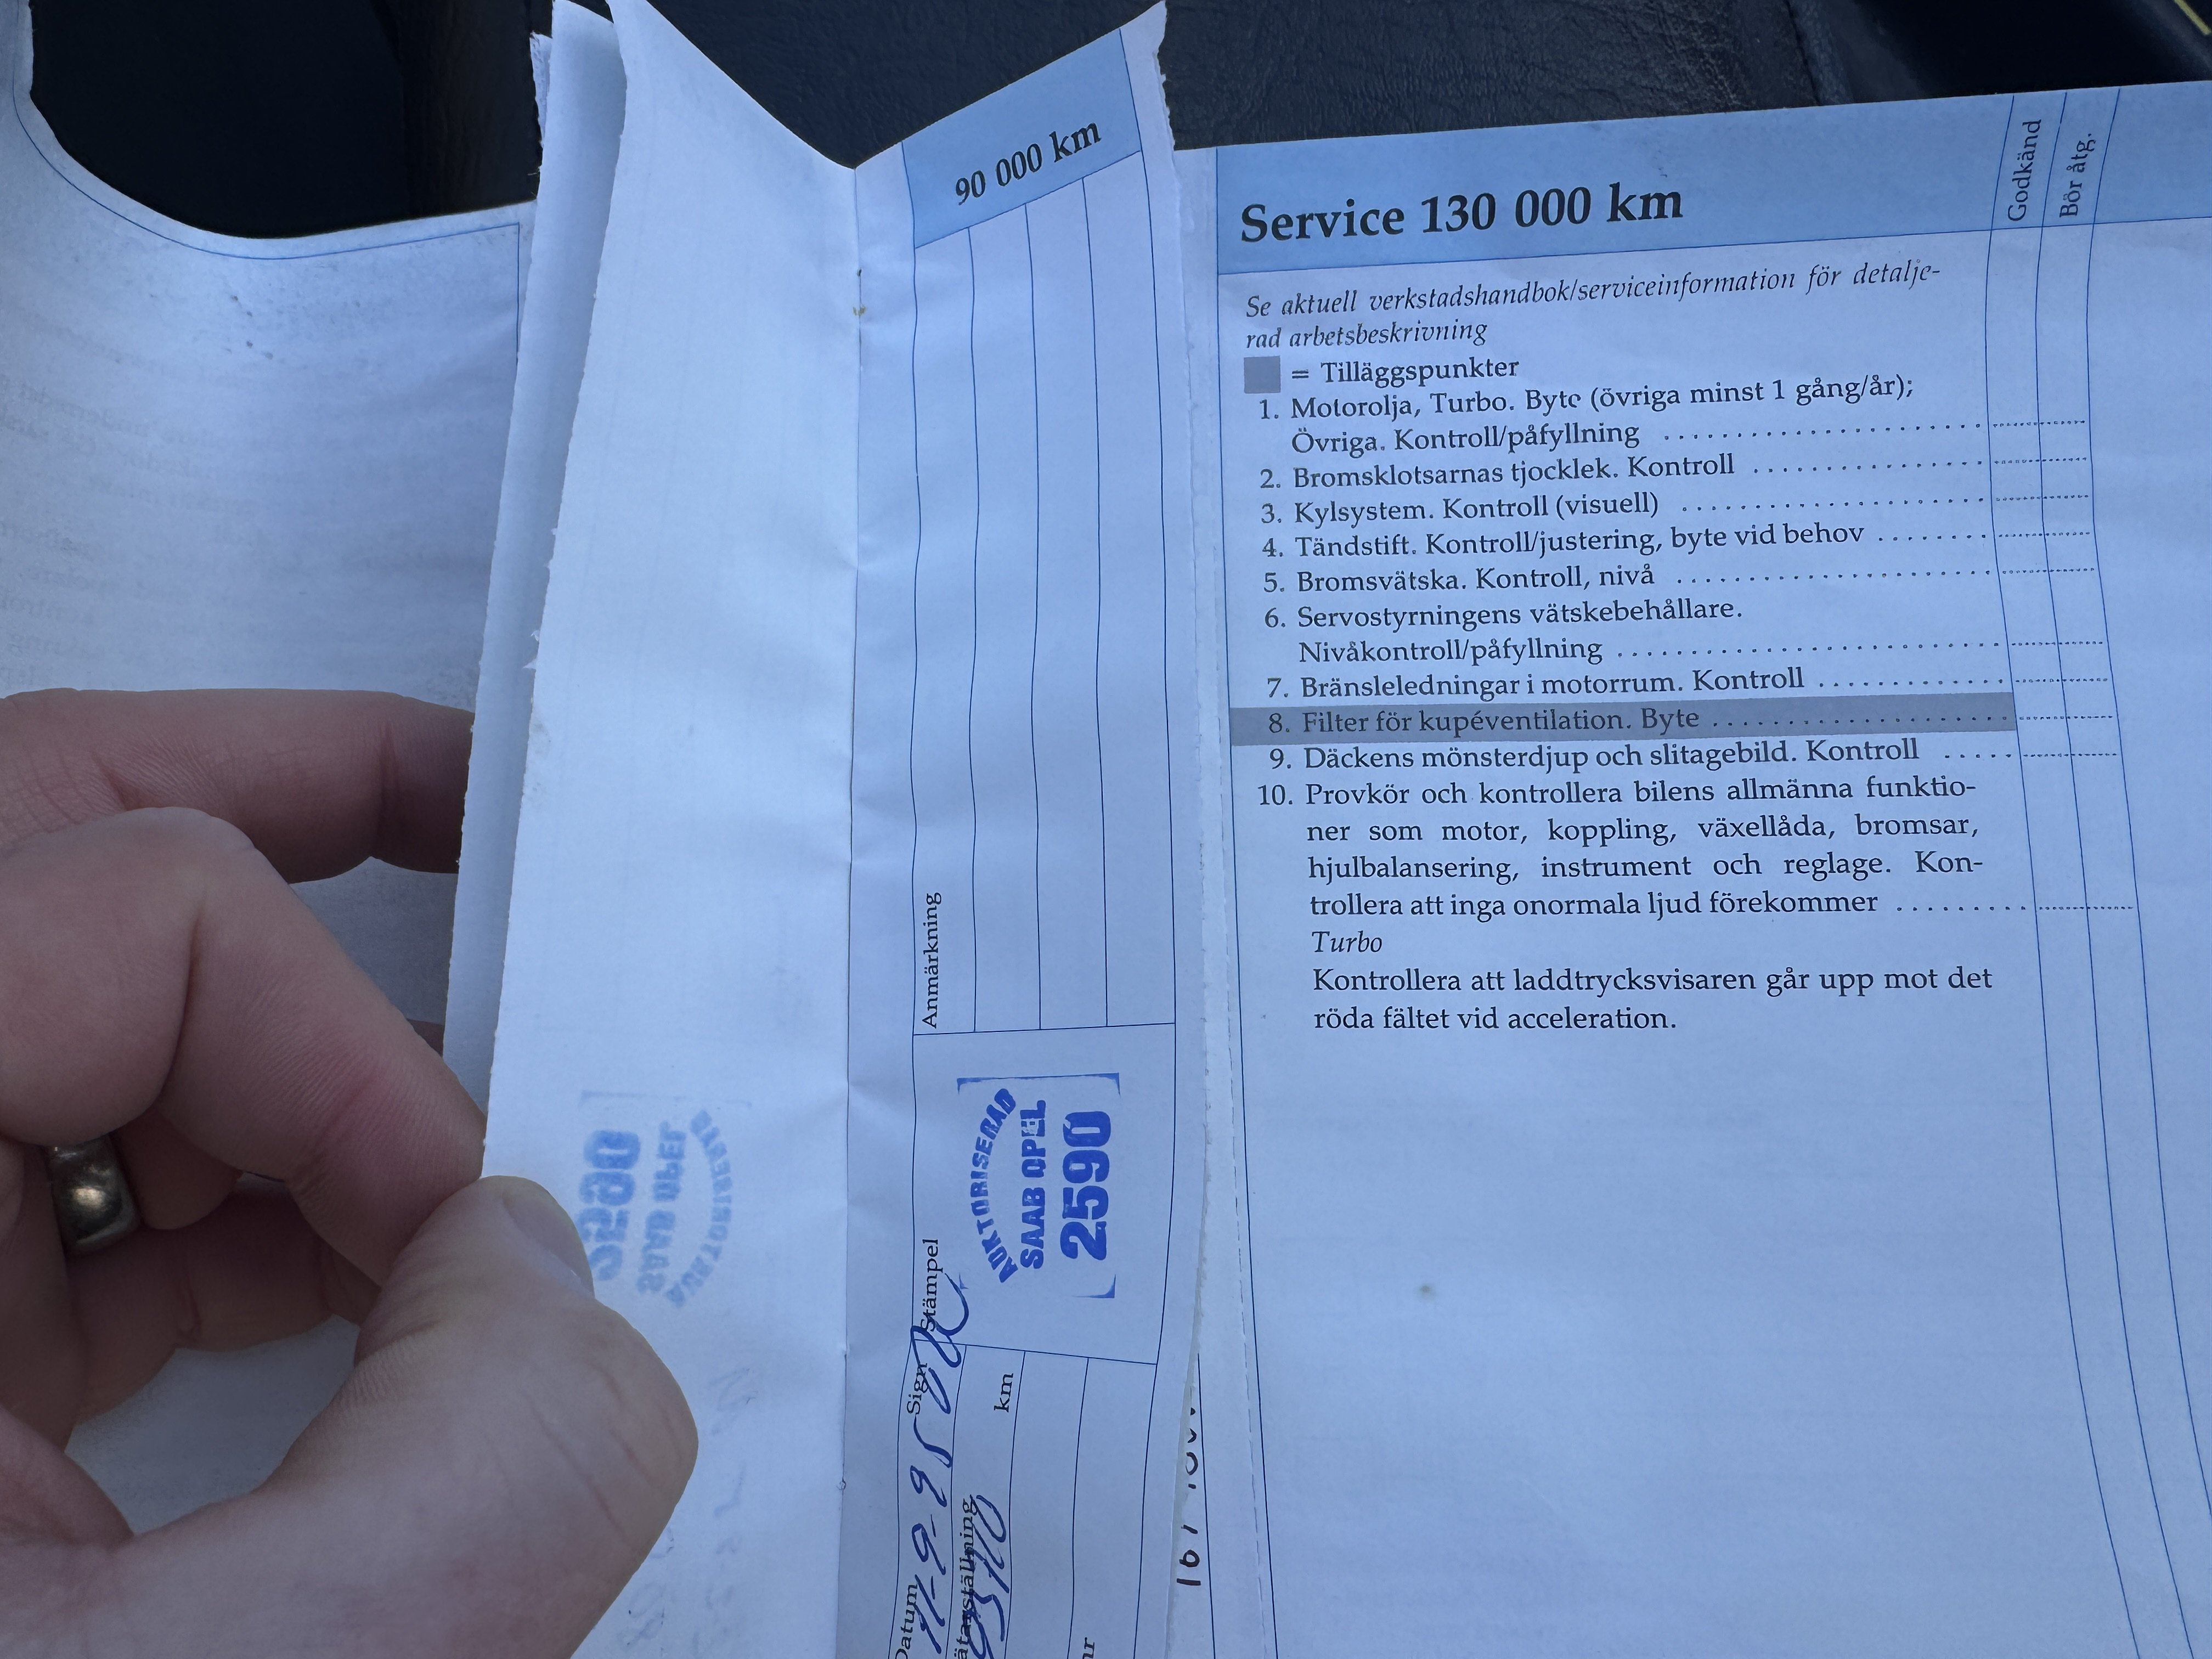 90 000 km
Anmärkning
Stämpel
AUKTORISERAD
SAAB OPEL
2590
Sign
Datum
km
Service 130 000 km
Godkänd
Bör åtg.
Se aktuell verkstadshandbok/serviceinformation för detalje-
rad arbetsbeskrivning
= Tilläggspunkter
1. Motorolja, Turbo. Byte (övriga minst 1 gång/år);
Övriga. Kontroll/påfyllning
2. Bromsklotsarnas tjocklek. Kontroll
3. Kylsystem. Kontroll (visuell)
4. Tändstift. Kontroll/justering, byte vid behov
5. Bromsvätska. Kontroll, nivå
6. Servostyrningens vätskebehållare.
Nivåkontroll/påfyllning
7. Bränsleledningar i motorrum. Kontroll
8. Filter för kupéventilation. Byte
9. Däckens mönsterdjup och slitagebild. Kontroll
10. Provkör och kontrollera bilens allmänna funktio-
ner som motor, koppling, växellåda, bromsar,
hjulbalansering, instrument och reglage. Kon-
trollera att inga onormala ljud förekommer
Turbo
Kontrollera att laddtrycksvisaren går upp mot det
röda fältet vid acceleration.